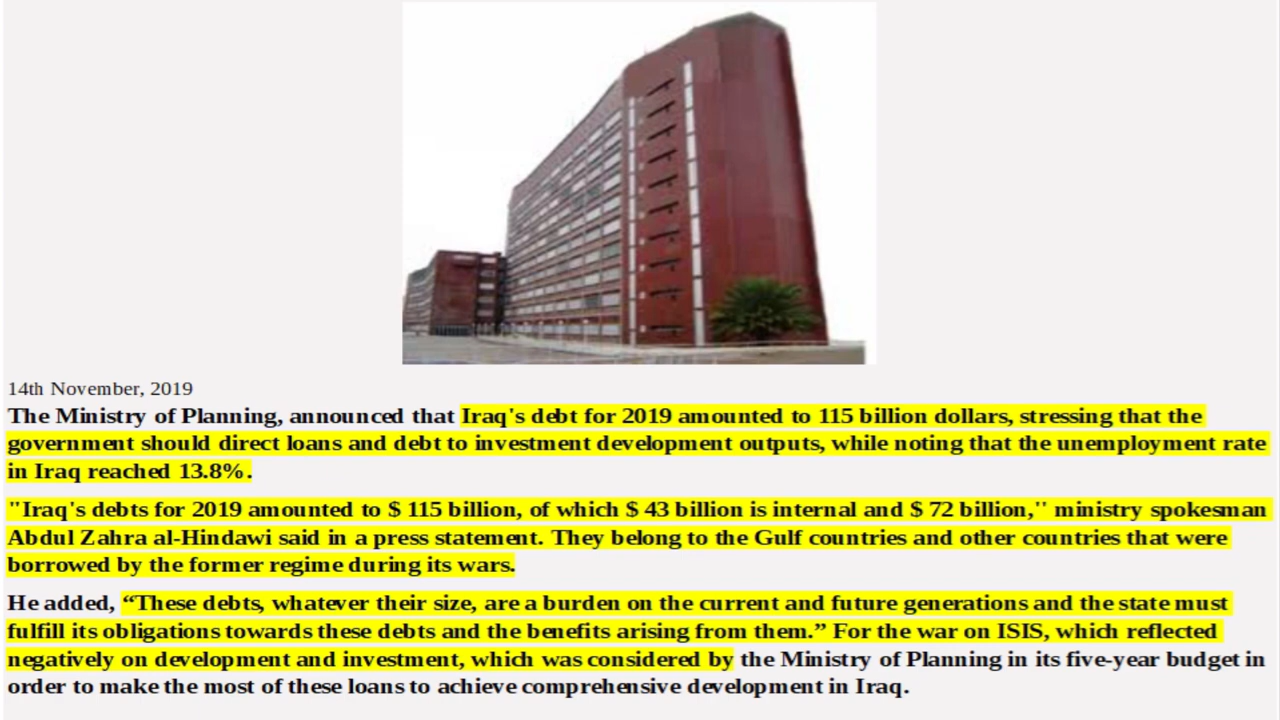 14th November, 2019
The Ministry of Planning, announced that Iraq's debt for 2019 amounted to 115 billion dollars, stressing that the
government should direct loans and debt to investment development outputs, while noting that the unemployment rate
in Iraq reached 13.8%.
"Iraq's debts for 2019 amounted to $ 115 billion, of which $ 43 billion is internal and $ 72 billion,'' ministry spokesman
Abdul Zahra al-Hindawi said in a press statement. They belong to the Gulf countries and other countries that were
borrowed by the former regime during its wars.
He added, “These debts, whatever their size, are a burden on the current and future generations and the state must
fulfill its obligations towards these debts and the benefits arising from them.” For the war on ISIS, which reflected
negatively on development and investment, which was considered by the Ministry of Planning in its five-year budget in
order to make the most of these loans to achieve comprehensive development in Iraq.